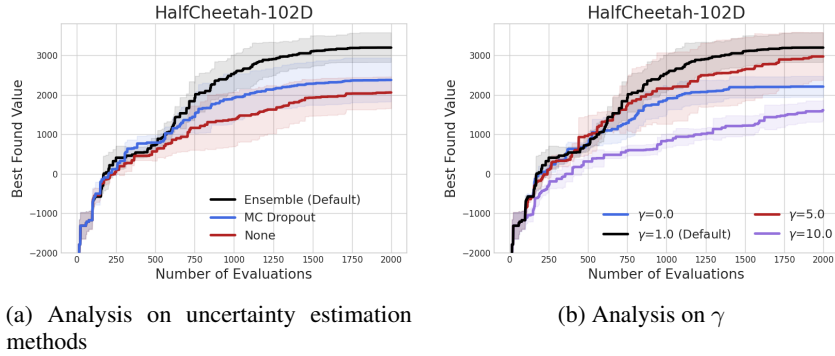 HalfCheetah-102D
Best Found Value
3000
2000
1000
0
−1000
−2000
Ensemble (Default)
MC Dropout
None
0 250 500 750 1000 1250 1500 1750 2000
Number of Evaluations
(a) Analysis on uncertainty estimation
methods
HalfCheetah-102D
Best Found Value
3000
2000
1000
0
−1000
−2000
γ=0.0 γ=5.0
γ=1.0 (Default) γ=10.0
0 250 500 750 1000 1250 1500 1750 2000
Number of Evaluations
(b) Analysis on γ